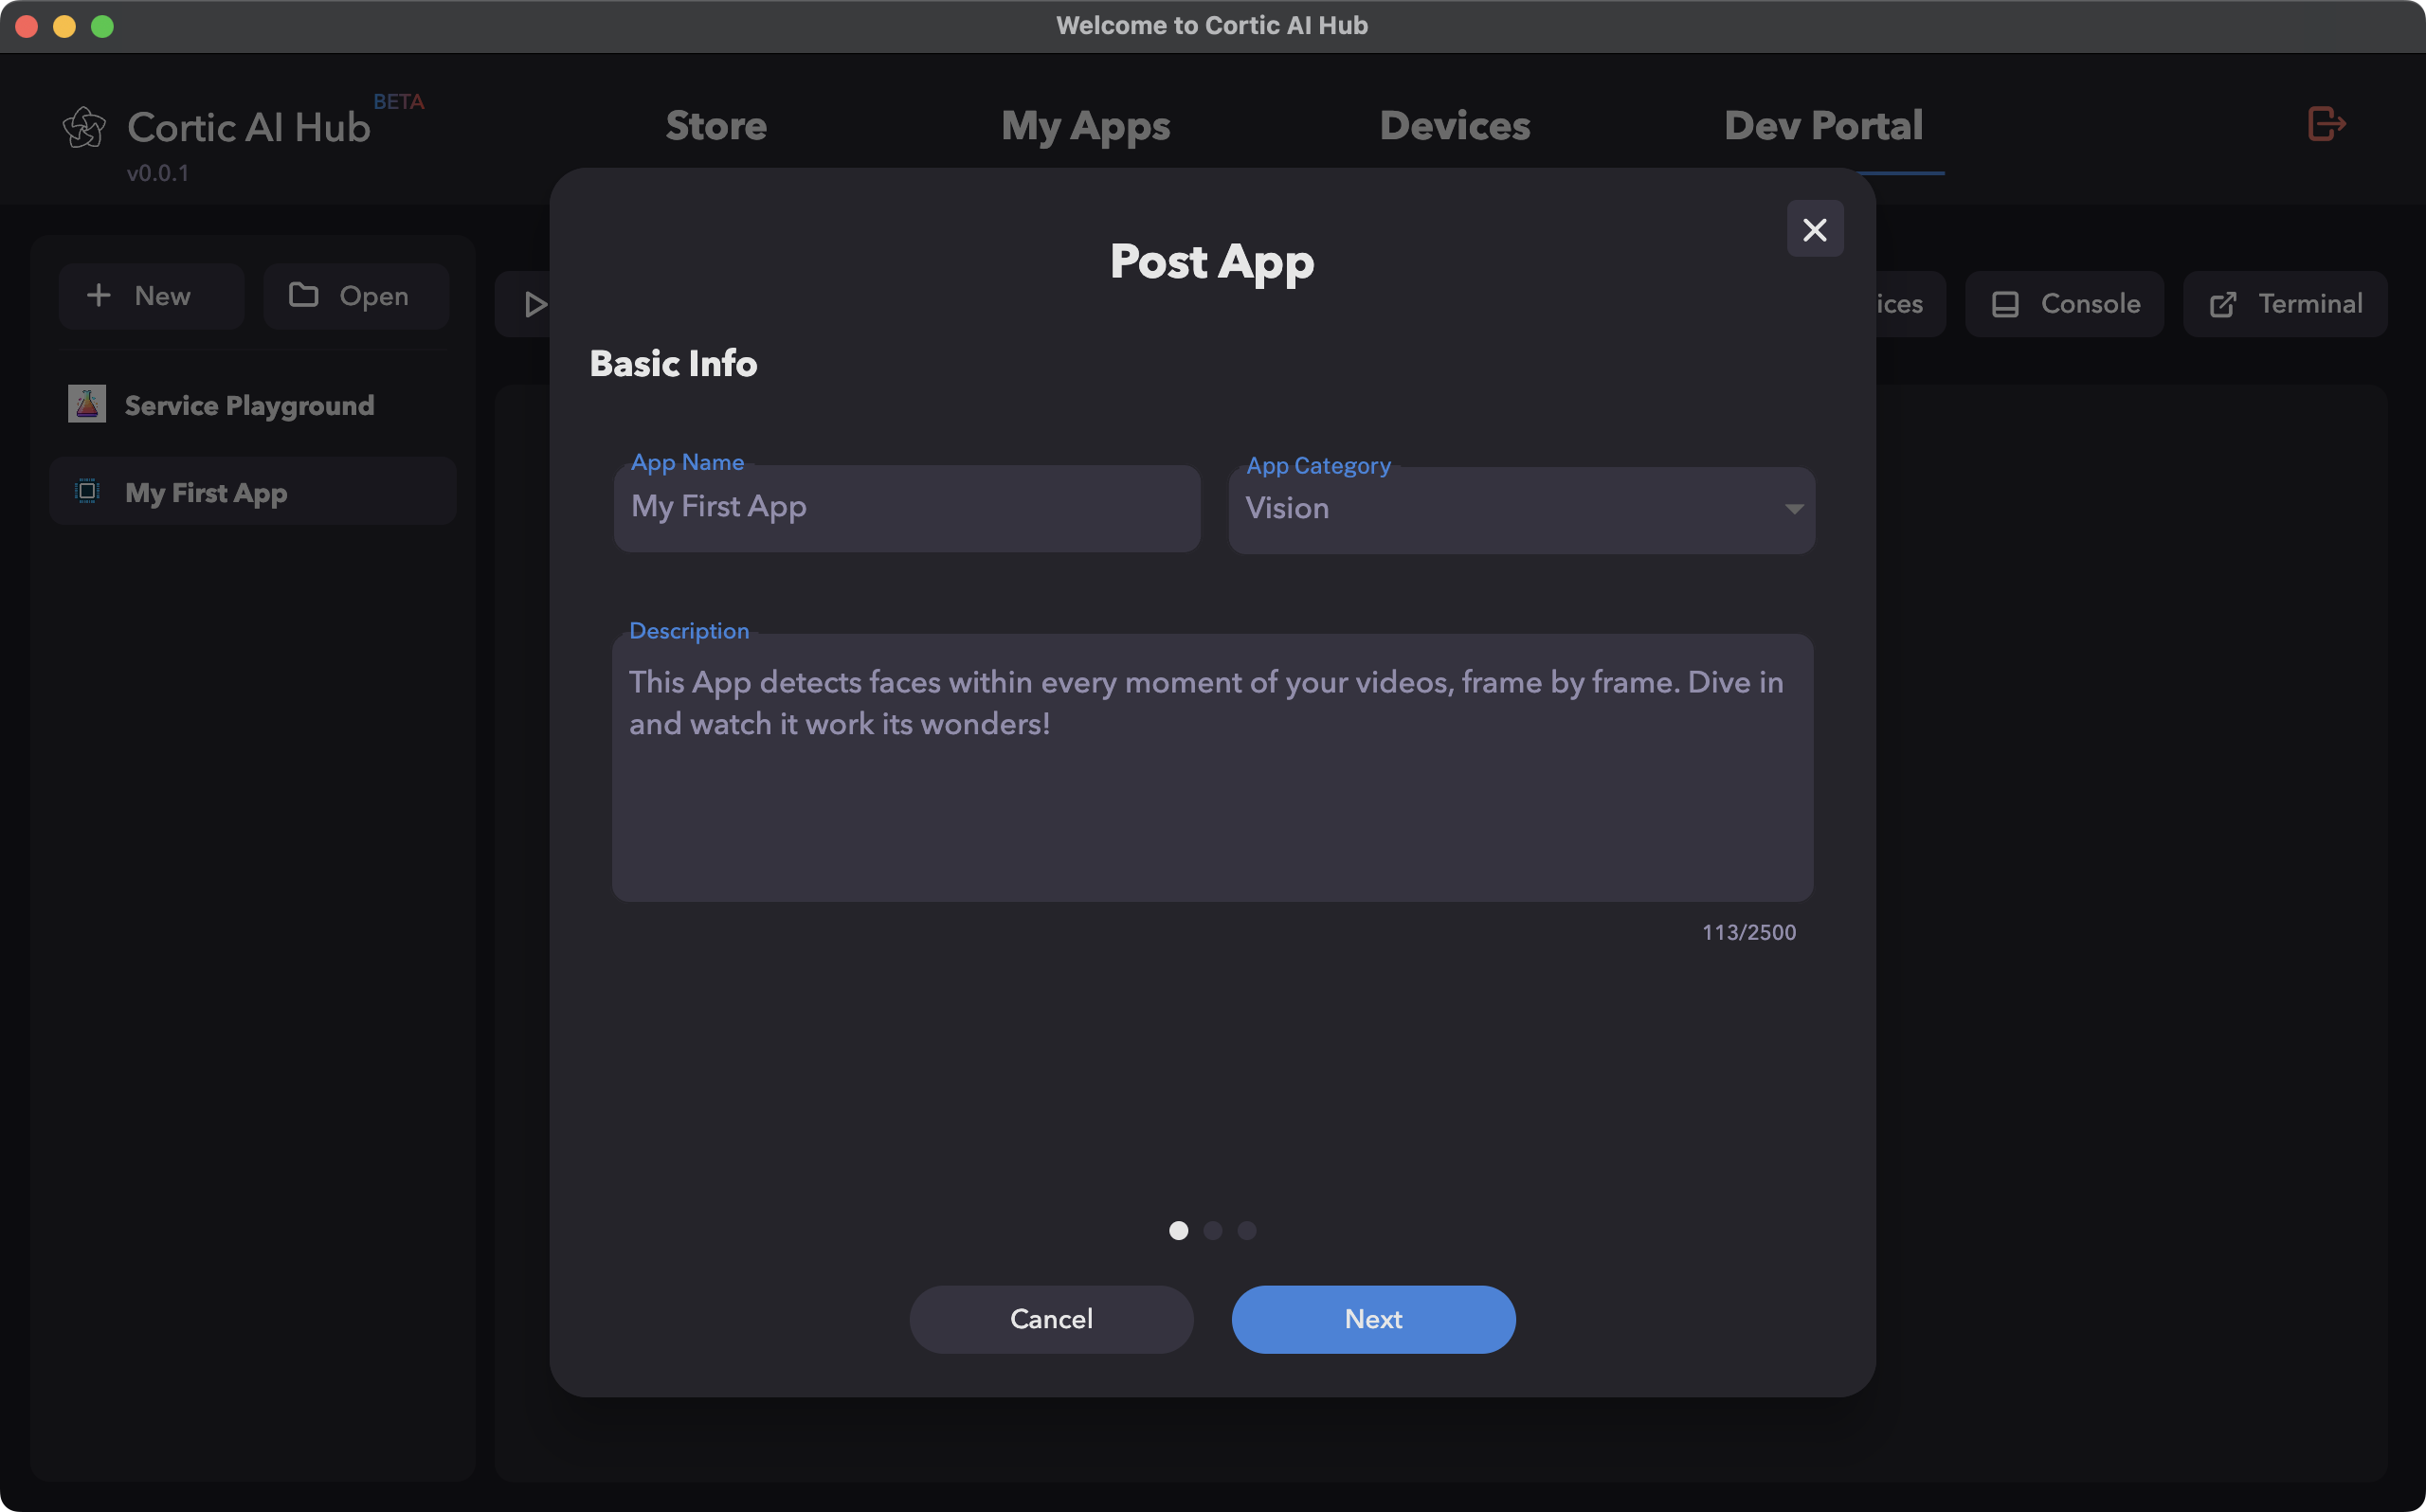 Welcome to Cortic AI Hub
Cortic AI Hub BETA
v0.0.1
Store
My Apps
Devices
Dev Portal
New
Open
Service Playground
My First App
ices
Console
Terminal
Post App
Basic Info
App Name
My First App
App Category
Vision
Description
This App detects faces within every moment of your videos, frame by frame. Dive in
and watch it work its wonders!
113/2500
Cancel
Next